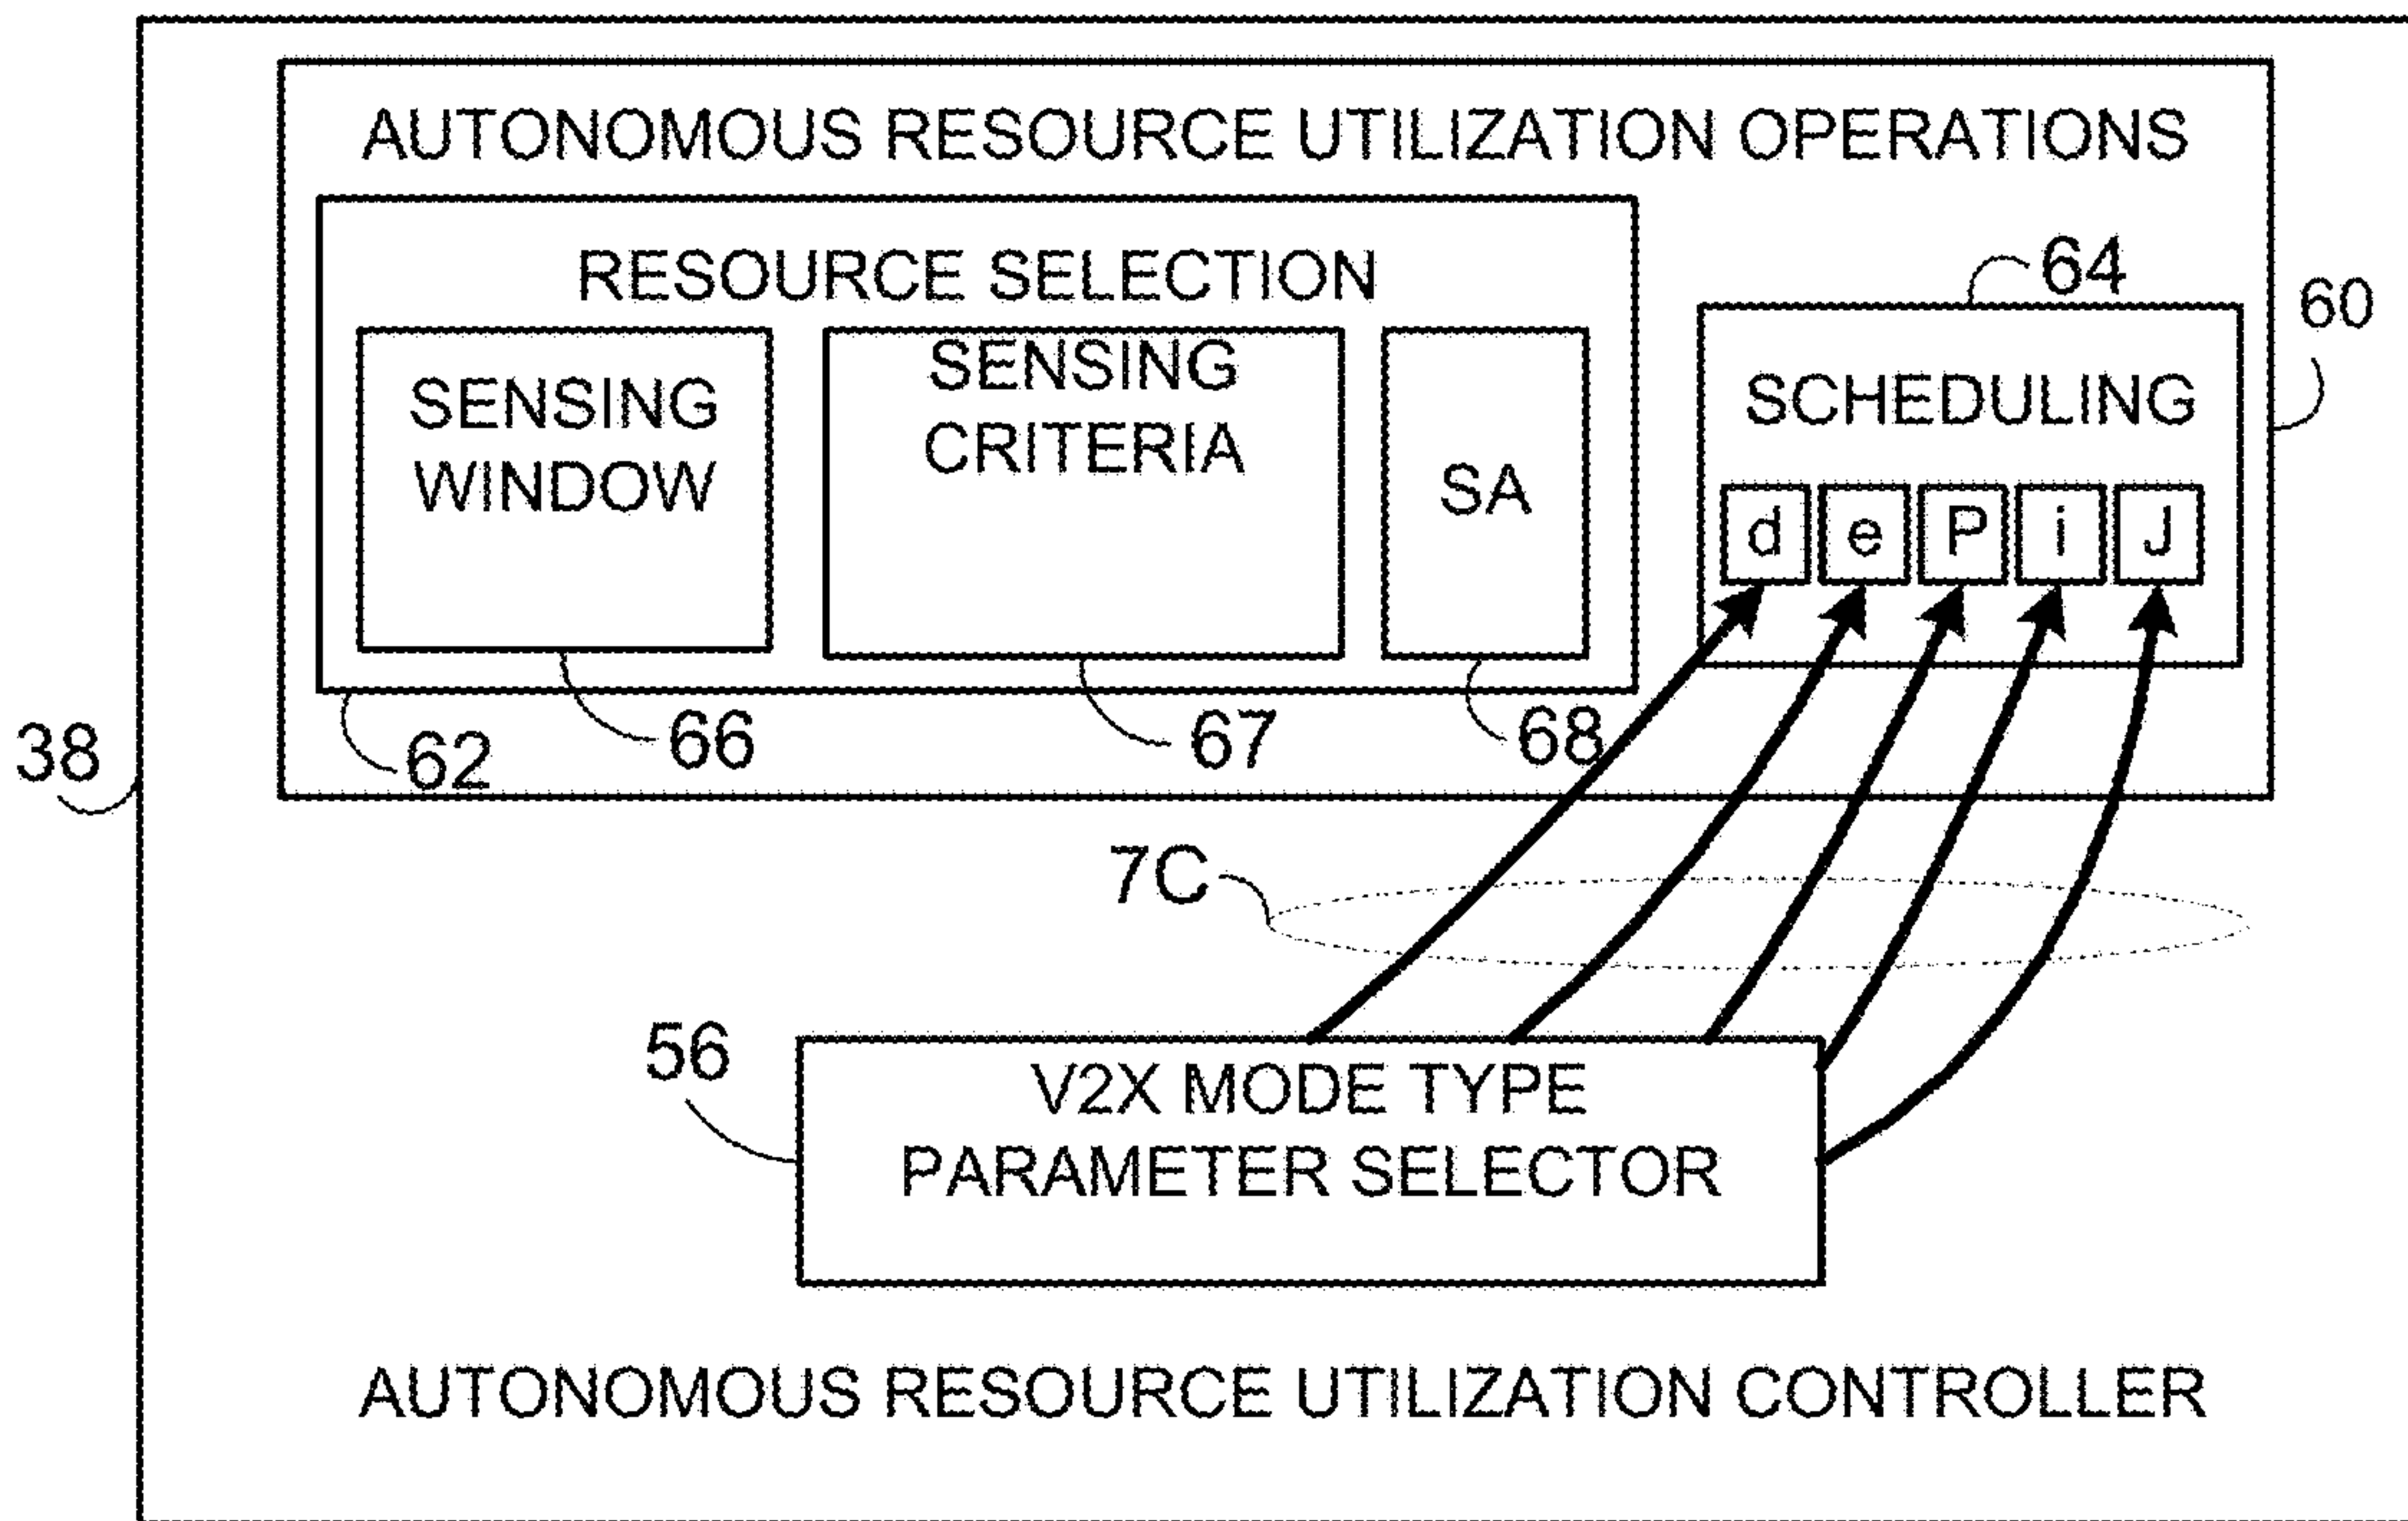 AUTONOMOUS RESOURCE UTILIZATION OPERATIONS
RESOURCE SELECTION
64
60
SENSING
WINDOW
SENSING
CRITERIA
SA
SCHEDULING
d e P i J
38
62
66
67
68
7C
56
V2X MODE TYPE
PARAMETER SELECTOR
AUTONOMOUS RESOURCE UTILIZATION CONTROLLER